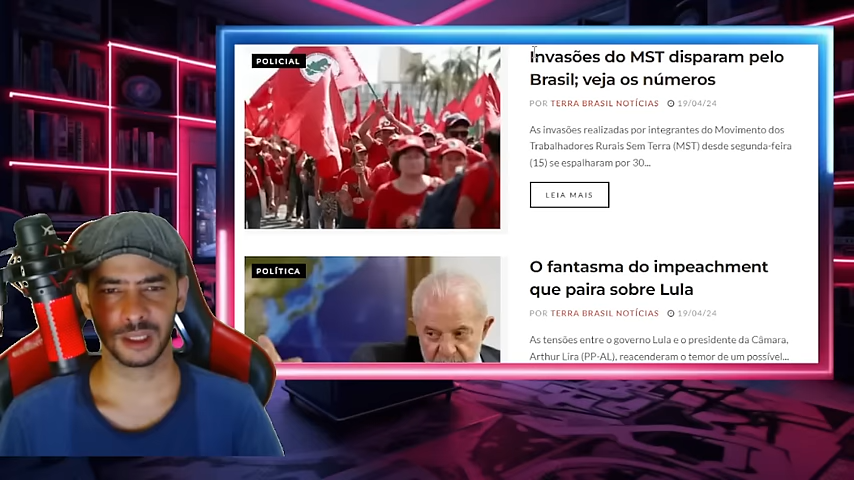 POLICIAL
Invasões do MST disparam pelo
Brasil; veja os números
POR TERRA BRASIL NOTÍCIAS 19/04/24
As invasões realizadas por integrantes do Movimento dos
Trabalhadores Rurais Sem Terra (MST) desde segunda-feira
(15) se espalharam por 30...
LEIA MAIS
POLÍTICA
O fantasma do impeachment
que paira sobre Lula
POR TERRA BRASIL NOTÍCIAS 19/04/24
As tensões entre o governo Lula e o presidente da Câmara,
Arthur Lira (PP-AL), reacenderam o temor de um possível...